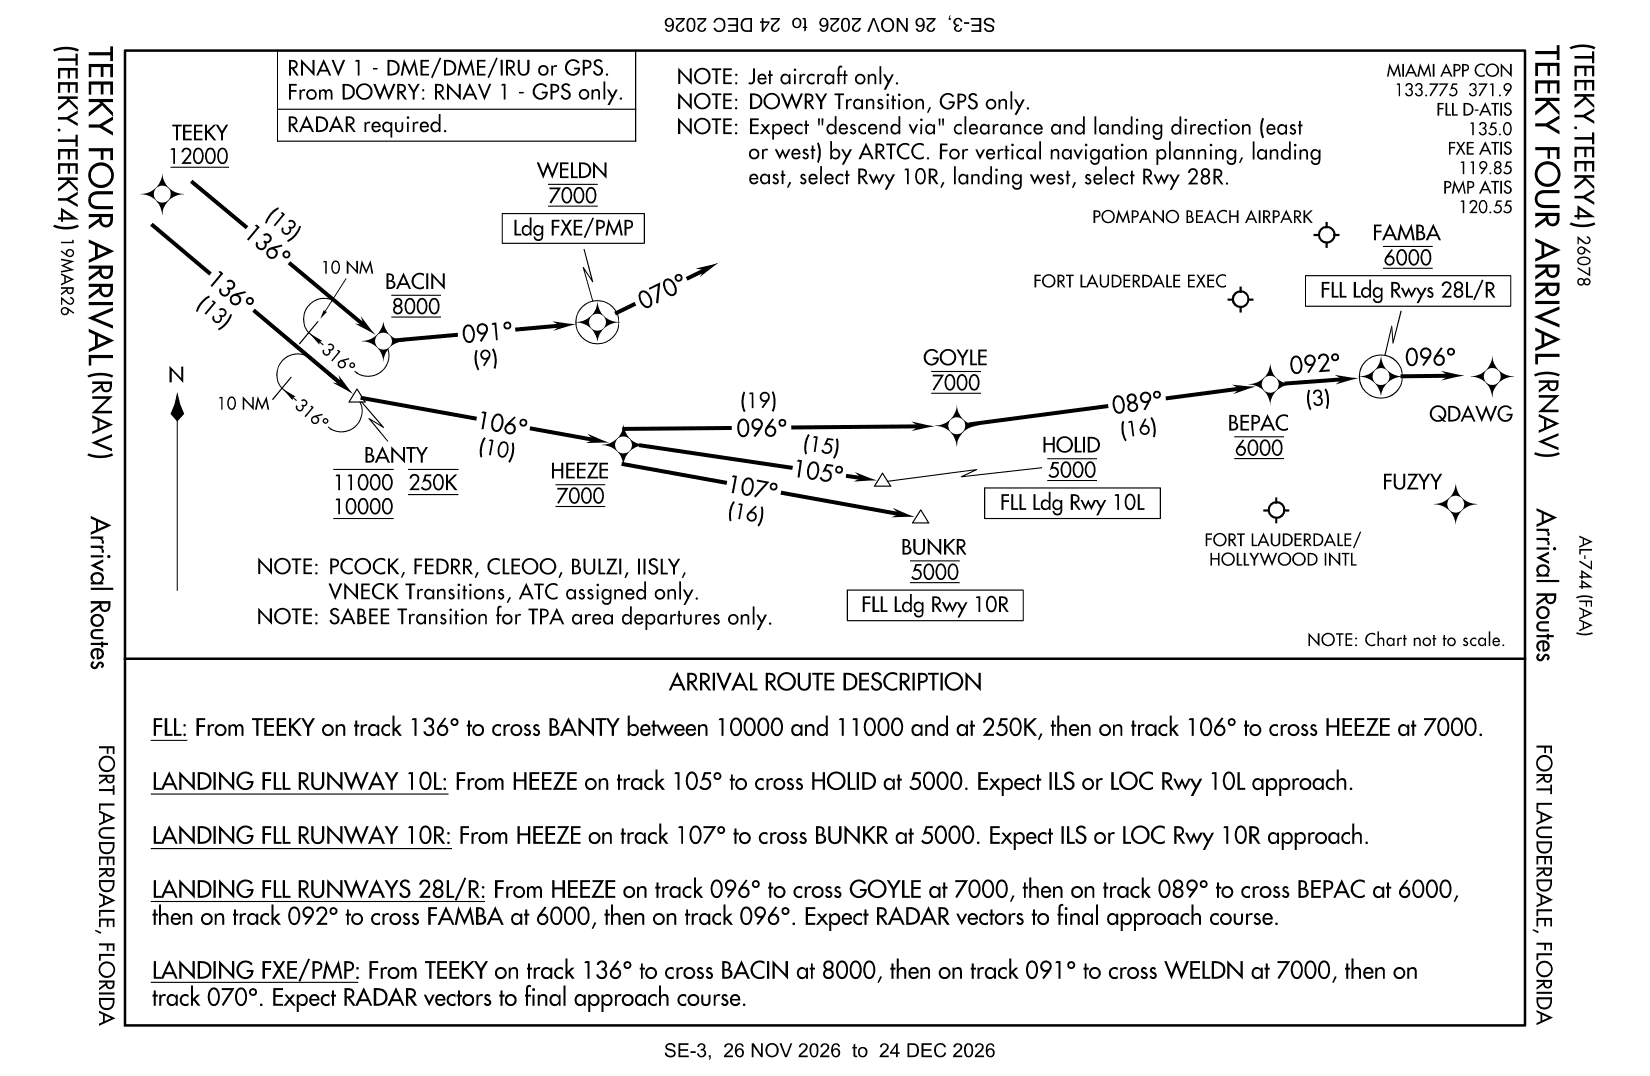 SE-3, 26 NOV 2026 to 24 DEC 2026
TEEKY FOUR ARRIVAL (RNAV)
(TEEKY.TEEKY4) 19MAR26
Arrival Routes
FORT LAUDERDALE, FLORIDA
RNAV 1 - DME/DME/IRU or GPS.
From DOWRY: RNAV 1 - GPS only.
RADAR required.
NOTE: Jet aircraft only.
NOTE: DOWRY Transition, GPS only.
NOTE: Expect "descend via" clearance and landing direction (east
or west) by ARTCC. For vertical navigation planning, landing
east, select Rwy 10R, landing west, select Rwy 28R.
MIAMI APP CON
133.775 371.9
FLL D-ATIS
135.0
FXE ATIS
119.85
PMP ATIS
120.55
TEEKY
12000
(13)
136°
136°
(13)
10 NM
316°
BACIN
8000
091°
(9)
WELDN
7000
Ldg FXE/PMP
070°
POMPANO BEACH AIRPARK
FORT LAUDERDALE EXEC
FAMBA
6000
FLL Ldg Rwys 28L/R
N
10 NM
316°
BANTY
11000 250K
10000
106°
(10)
HEEZE
7000
(19)
096°
(15)
105°
107°
(16)
GOYLE
7000
HOLID
5000
FLL Ldg Rwy 10L
BUNKR
5000
FLL Ldg Rwy 10R
089°
(16)
BEPAC
6000
092°
(3)
096°
QDAWG
FUZYY
FORT LAUDERDALE/
HOLLYWOOD INTL
NOTE: PCOCK, FEDRR, CLEOO, BULZI, IISLY,
VNECK Transitions, ATC assigned only.
NOTE: SABEE Transition for TPA area departures only.
NOTE: Chart not to scale.
ARRIVAL ROUTE DESCRIPTION
FLL: From TEEKY on track 136° to cross BANTY between 10000 and 11000 and at 250K, then on track 106° to cross HEEZE at 7000.
LANDING FLL RUNWAY 10L: From HEEZE on track 105° to cross HOLID at 5000. Expect ILS or LOC Rwy 10L approach.
LANDING FLL RUNWAY 10R: From HEEZE on track 107° to cross BUNKR at 5000. Expect ILS or LOC Rwy 10R approach.
LANDING FLL RUNWAYS 28L/R: From HEEZE on track 096° to cross GOYLE at 7000, then on track 089° to cross BEPAC at 6000,
then on track 092° to cross FAMBA at 6000, then on track 096°. Expect RADAR vectors to final approach course.
LANDING FXE/PMP: From TEEKY on track 136° to cross BACIN at 8000, then on track 091° to cross WELDN at 7000, then on
track 070°. Expect RADAR vectors to final approach course.
TEEKY FOUR ARRIVAL (RNAV)
(TEEKY.TEEKY4) 26078
Arrival Routes
AL-744 (FAA)
FORT LAUDERDALE, FLORIDA
SE-3, 26 NOV 2026 to 24 DEC 2026